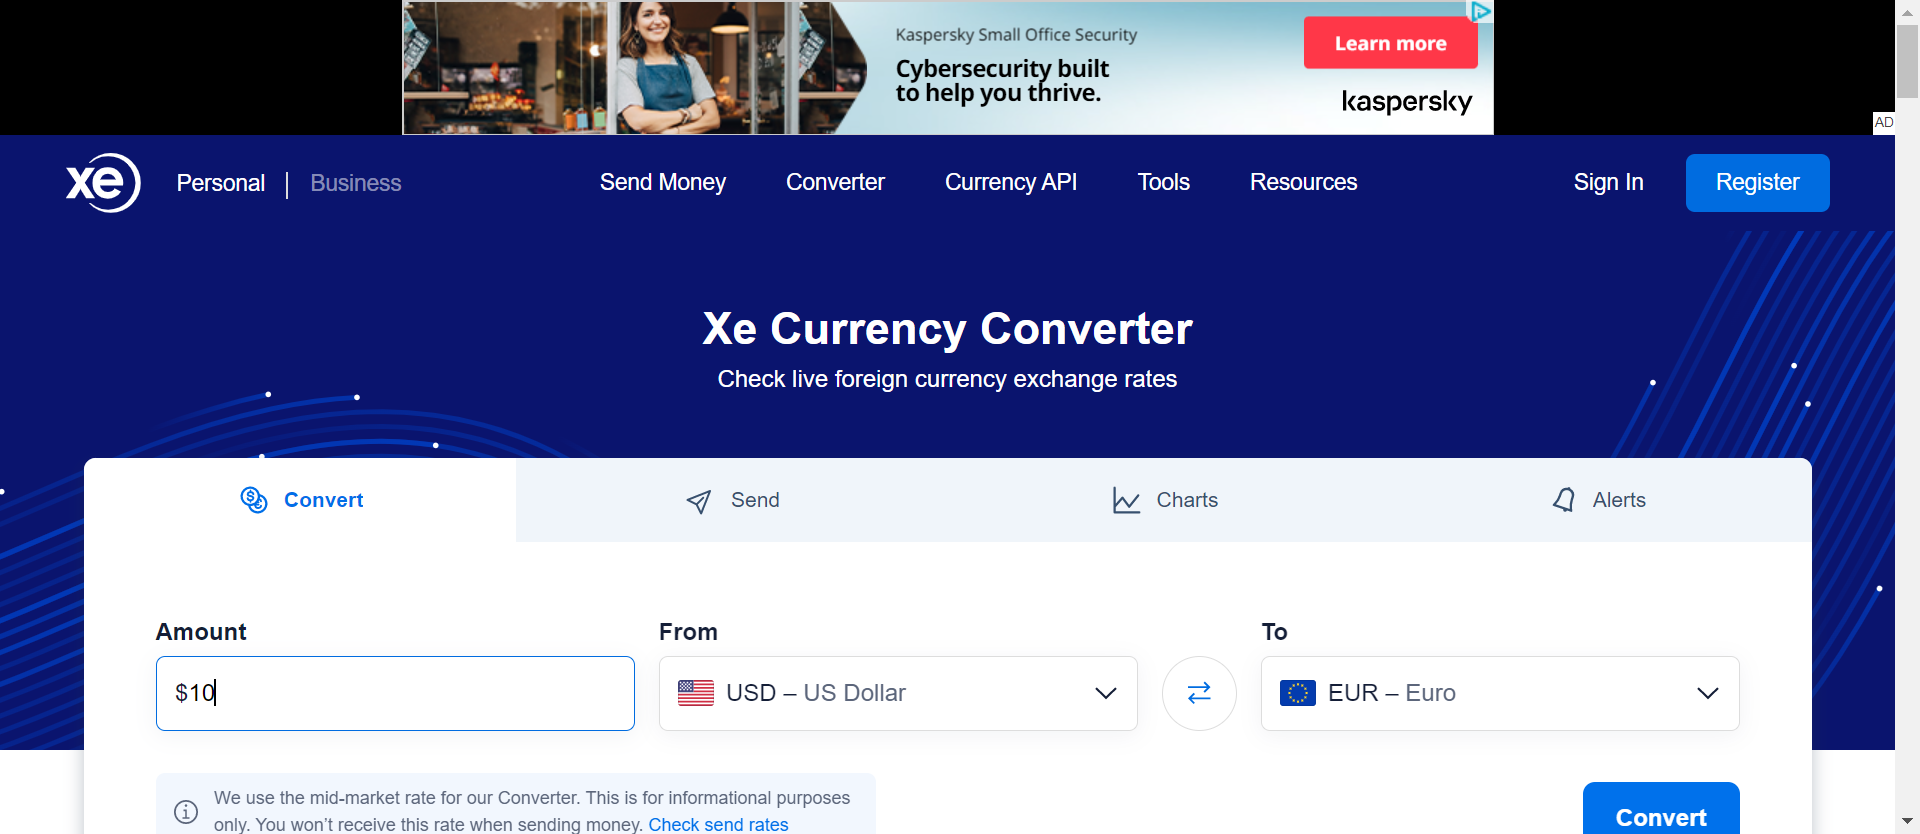 Kaspersky Small Office Security
Cybersecurity built
to help you thrive.
Learn more
kaspersky
AD
xe
Personal | Business
Send Money
Converter
Currency API
Tools
Resources
Sign In
Register
Xe Currency Converter
Check live foreign currency exchange rates
Convert
Send
Charts
Alerts
Amount
From
To
$10
USD – US Dollar
EUR – Euro
We use the mid-market rate for our Converter. This is for informational purposes
only. You won’t receive this rate when sending money. Check send rates
Convert